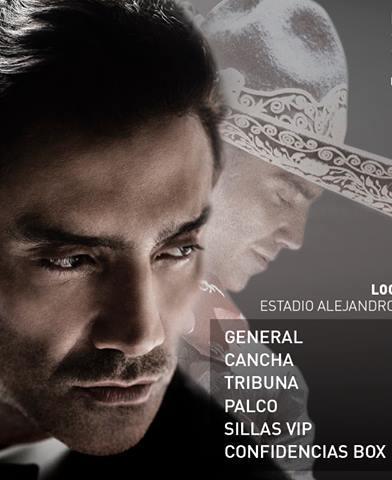 LOC
ESTADIO ALEJANDRO
GENERAL
CANCHA
TRIBUNA
PALCO
SILLAS VIP
CONFIDENCIAS BOX